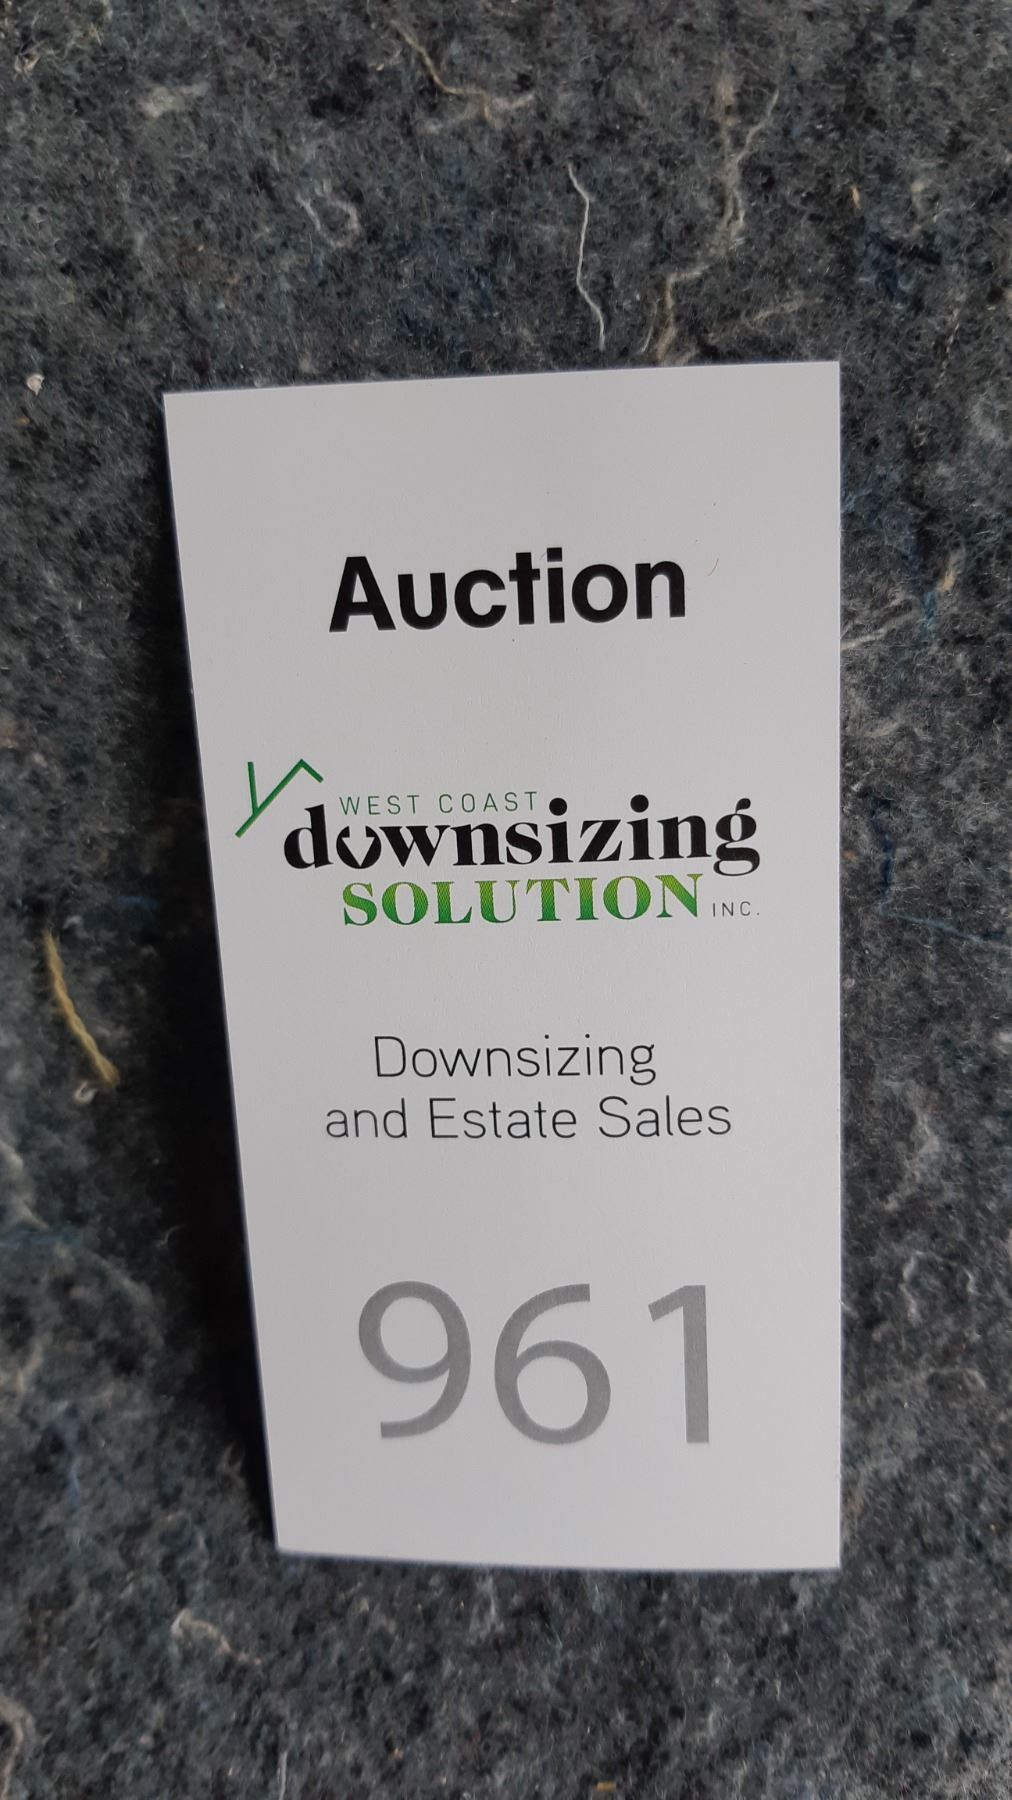 Auction
WEST COAST
downsizing
SOLUTION INC.
Downsizing
and Estate Sales
961